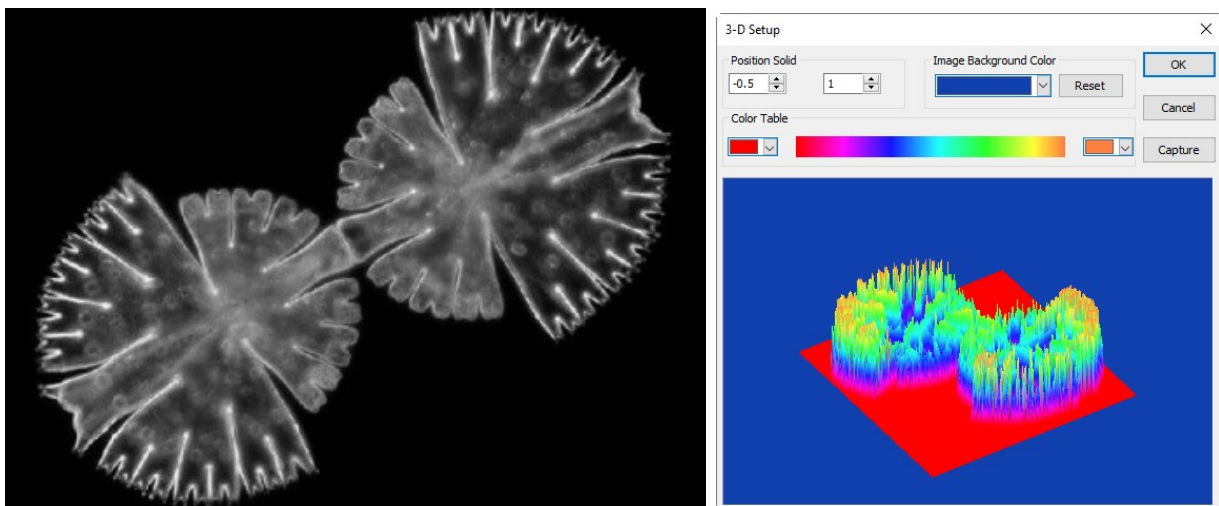 3-D Setup
Position Solid
-0.5
1
Image Background Color
Reset
Color Table
OK
Cancel
Capture